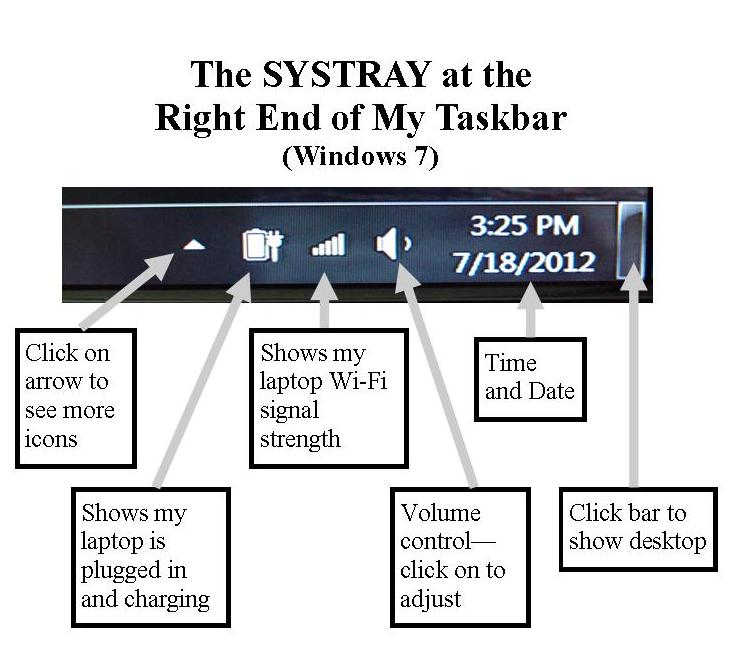 The SYSTRAY at the
Right End of My Taskbar
(Windows 7)
3:25 PM
7/18/2012
Click on
arrow to
see more
icons
Shows my
laptop Wi-Fi
signal
strength
Time
and Date
Shows my
laptop is
plugged in
and charging
Volume
control—
click on to
adjust
Click bar to
show desktop